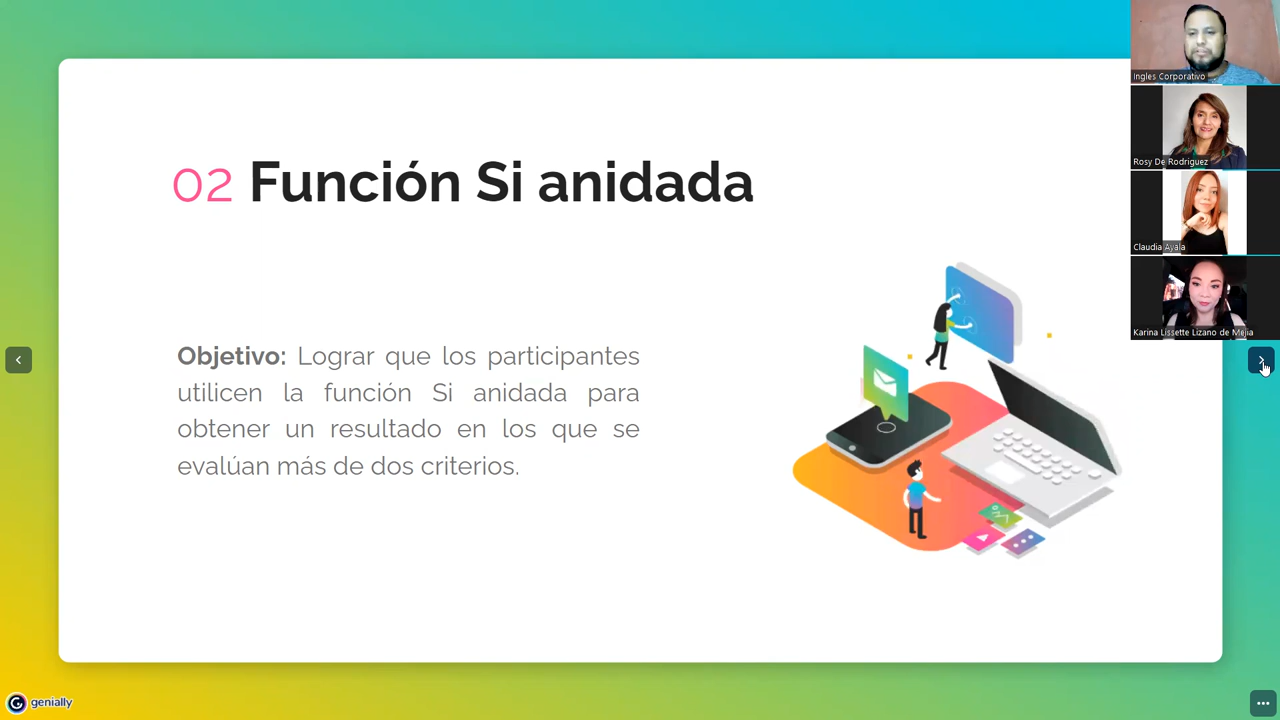 02 Función Si anidada
Objetivo: Lograr que los participantes
utilicen la función Si anidada para
obtener un resultado en los que se
evalúan más de dos criterios.
Ingles Corporativo
Rosy De Rodriguez
Claudia Ayala
Karina Lissette Lizano de Mejia
genially